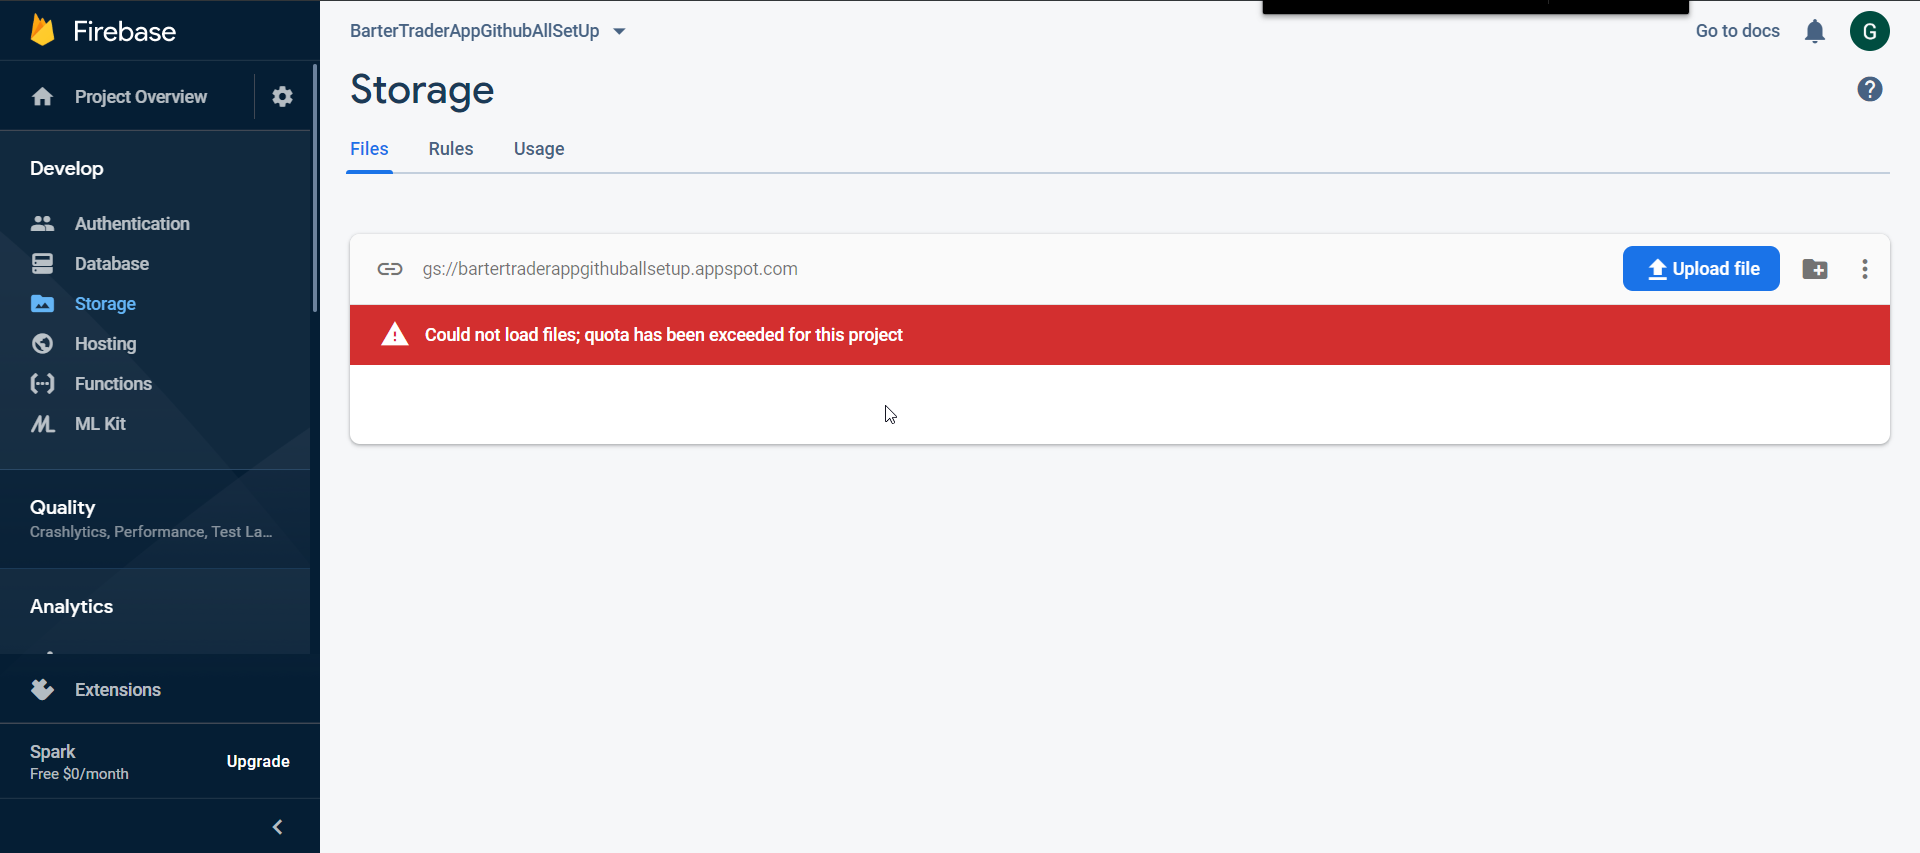 Firebase
Project Overview
Develop
Authentication
Database
Storage
Hosting
Functions
ML Kit
Quality
Crashlytics, Performance, Test La...
Analytics
Extensions
Spark
Free $0/month
Upgrade
BarterTraderAppGithubAllSetUp
Go to docs
G
Storage
?
Files Rules Usage
gs://bartertraderappgithuballsetup.appspot.com
Upload file
Could not load files; quota has been exceeded for this project